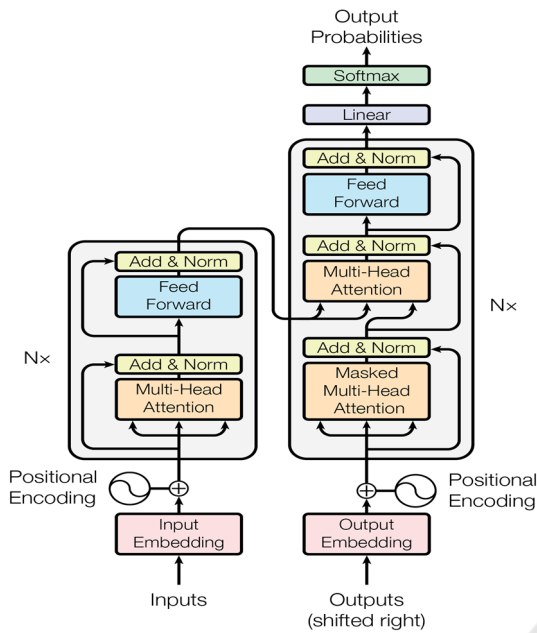 Output
Probabilities
Softmax
Linear
Add & Norm
Feed
Forward
Add & Norm
Multi-Head
Attention
Add & Norm
Masked
Multi-Head
Attention
N×
Add & Norm
Feed
Forward
Add & Norm
Multi-Head
Attention
N×
Positional
Encoding
Positional
Encoding
Input
Embedding
Output
Embedding
Inputs
Outputs
(shifted right)